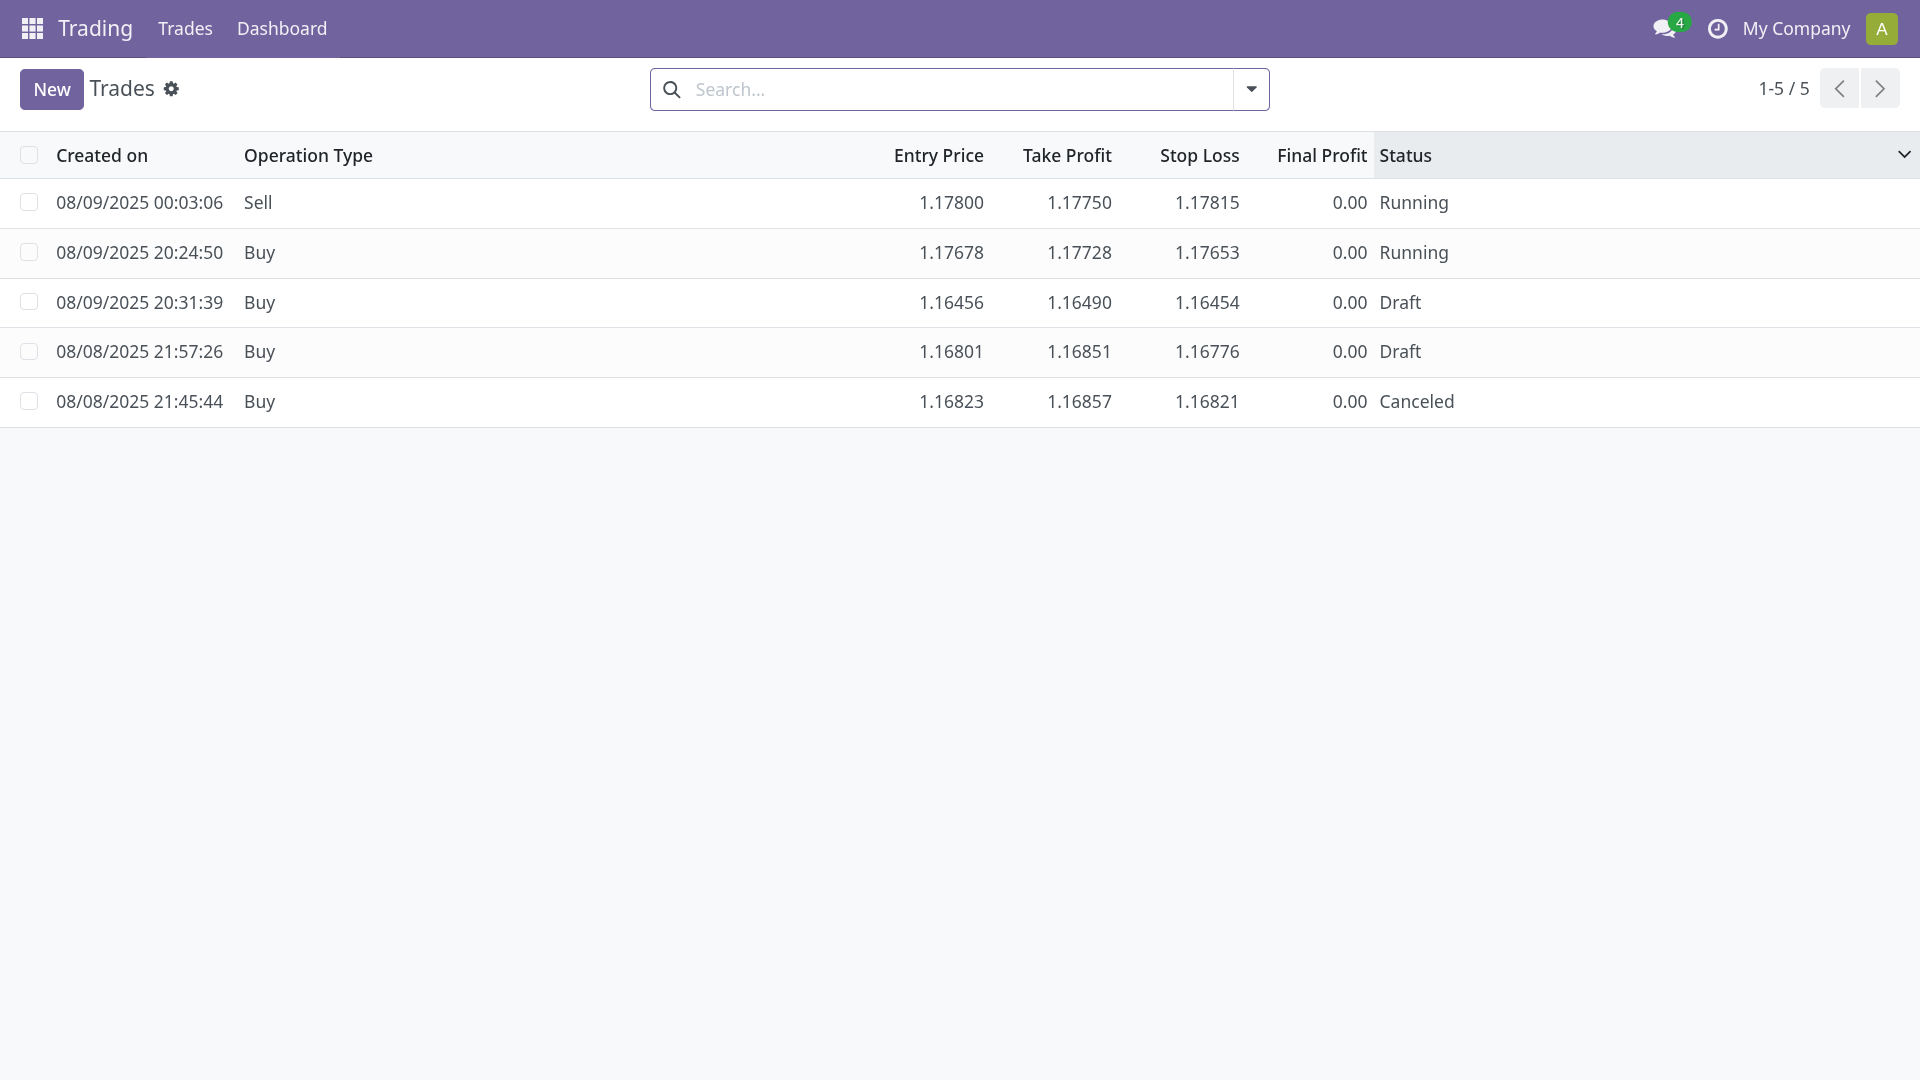 Trading Trades Dashboard 4 My Company A
New Trades Search... 1-5 / 5
Created on Operation Type Entry Price Take Profit Stop Loss Final Profit Status
08/09/2025 00:03:06 Sell 1.17800 1.17750 1.17815 0.00 Running
08/09/2025 20:24:50 Buy 1.17678 1.17728 1.17653 0.00 Running
08/09/2025 20:31:39 Buy 1.16456 1.16490 1.16454 0.00 Draft
08/08/2025 21:57:26 Buy 1.16801 1.16851 1.16776 0.00 Draft
08/08/2025 21:45:44 Buy 1.16823 1.16857 1.16821 0.00 Canceled